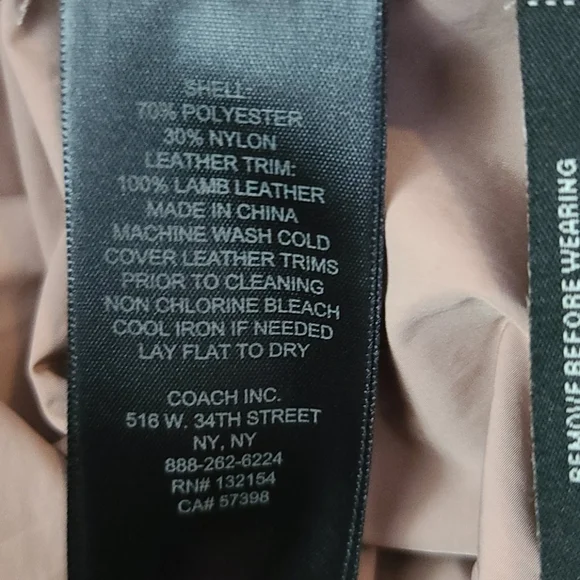 SHELL:
70% POLYESTER
30% NYLON
LEATHER TRIM:
100% LAMB LEATHER
MADE IN CHINA
MACHINE WASH COLD
COVER LEATHER TRIMS
PRIOR TO CLEANING
NON CHLORINE BLEACH
COOL IRON IF NEEDED
LAY FLAT TO DRY
COACH INC.
516 W. 34TH STREET
NY, NY
888-262-6224
RN# 132154
CA# 57398
REMOVE BEFORE WEARING